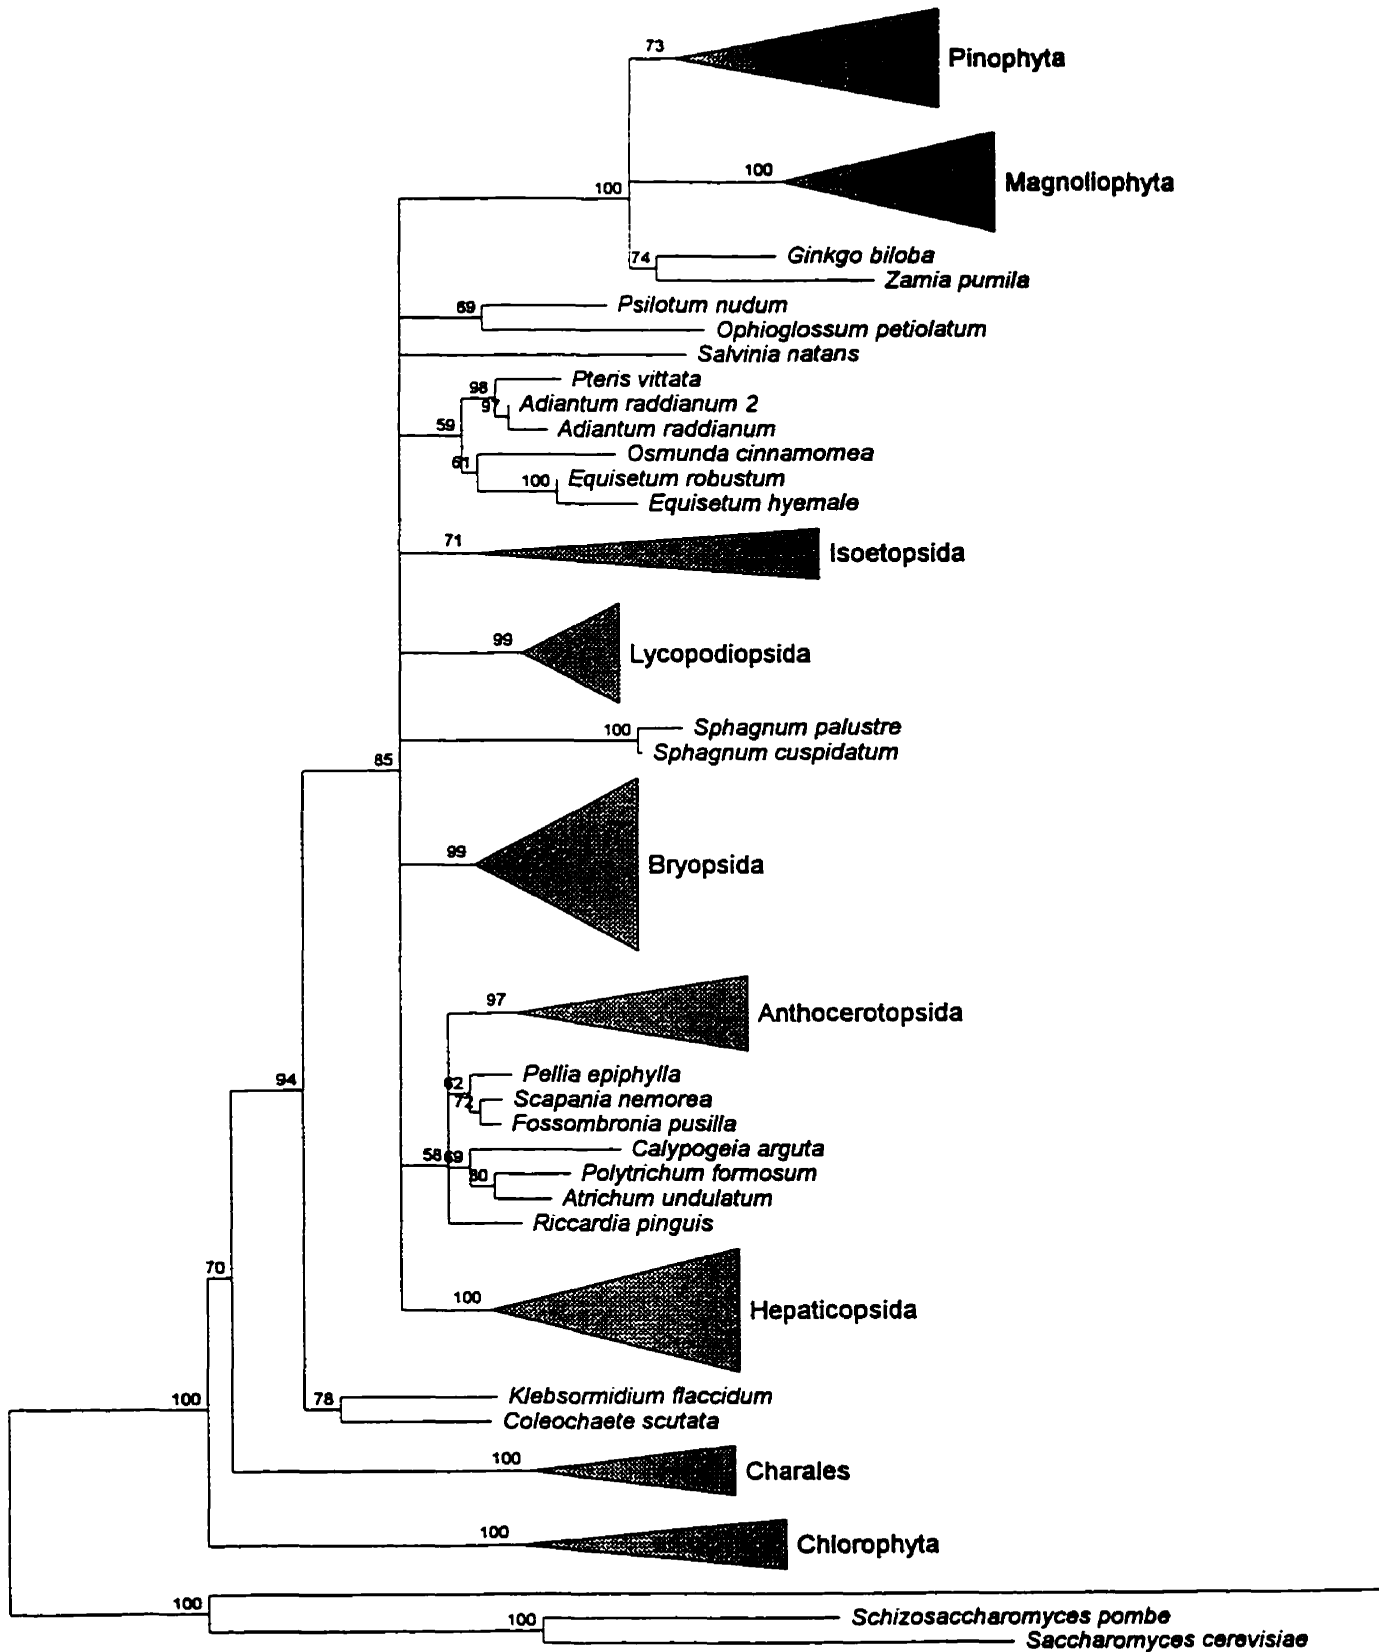 73
Pinophyta
100
Magnoliophyta
100
74
Ginkgo biloba
Zamia pumila
69
Psilotum nudum
Ophioglossum petiolatum
Salvinia natans
98
Pteris vittata
97
Adiantum raddianum 2
59
Adiantum raddianum
61
Osmunda cinnamomea
100
Equisetum robustum
Equisetum hyemale
71
Isoetopsida
99
Lycopodiopsida
100
Sphagnum palustre
Sphagnum cuspidatum
85
99
Bryopsida
97
Anthocerotopsida
94
62
Pellia epiphylla
72
Scapania nemorea
Fossombronia pusilla
58
69
Calypogeia arguta
80
Polytrichum formosum
Atrichum undulatum
Riccardia pinguis
70
100
Hepaticopsida
100
78
Klebsormidium flaccidum
Coleochaete scutata
100
Charales
100
Chlorophyta
100
100
Schizosaccharomyces pombe
Saccharomyces cerevisiae